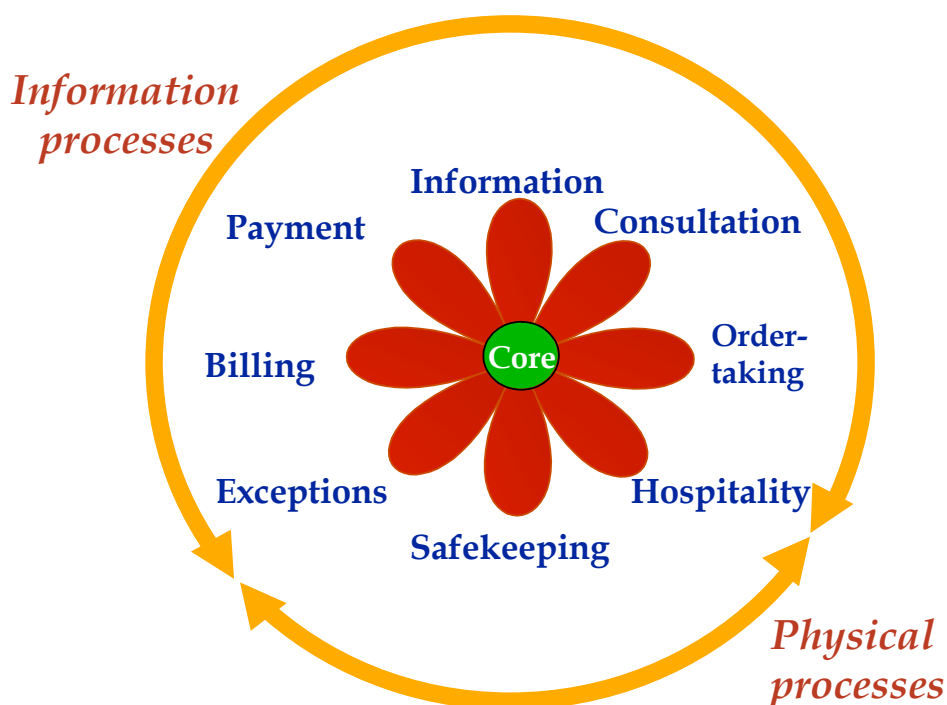 Information
processes
Information
Payment
Consultation
Billing
Core
Order-
taking
Exceptions
Hospitality
Safekeeping
Physical
processes